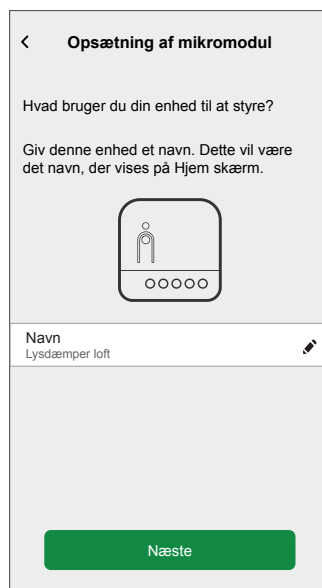 Opsætning af mikromodul
Hvad bruger du din enhed til at styre?
Giv denne enhed et navn. Dette vil være
det navn, der vises på Hjem skærm.
Navn
Lysdæmper loft
Næste